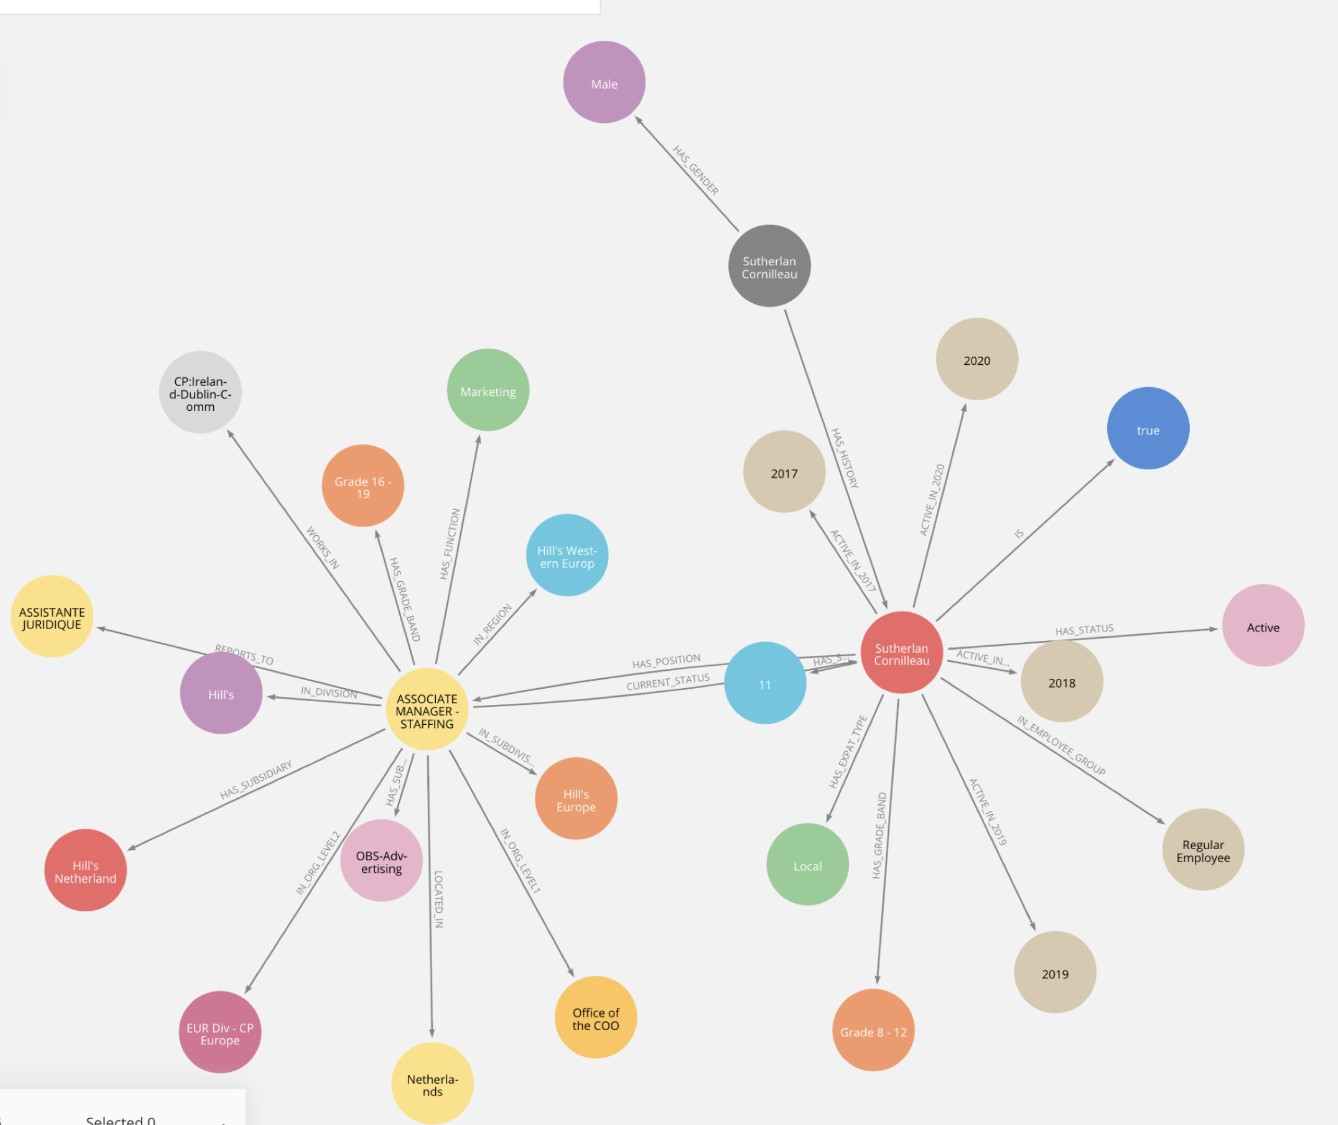 Male
HAS_GENDER
Sutherlan
Cornilleau
2020
CP:Irelan-
d-Dublin-C-
omm
Marketing
true
2017
HAS_HISTORY
ACTIVE_IN_2020
Grade 16 -
19
IS
WORKS_IN
HAS_FUNCTION
Hill's West-
ern Europ
ACTIVE_IN_2017
HAS_GRADE_BAND
IN_REGION
ASSISTANTE
JURIDIQUE
REPORTS_TO
HAS_POSITION
HAS_S...
Sutherlan
Cornilleau
HAS_STATUS
Active
ACTIVE_IN...
2018
Hill's
IN_DIVISION
ASSOCIATE
MANAGER -
STAFFING
CURRENT_STATUS
11
IN_SUBDIVIS...
HAS_EXPAT_TYPE
IN_EMPLOYEE_GROUP
HAS_SUBSIDIARY
HAS_SUB...
Hill's
Europe
ACTIVE_IN_2019
HAS_GRADE_BAND
Hill's
Netherland
IN_ORG_LEVEL2
OBS-Adv-
ertising
LOCATED_IN
IN_ORG_LEVEL1
Local
Regular
Employee
2019
EUR Div - CP
Europe
Office of
the COO
Grade 8 - 12
Netherla-
nds
Selected 0